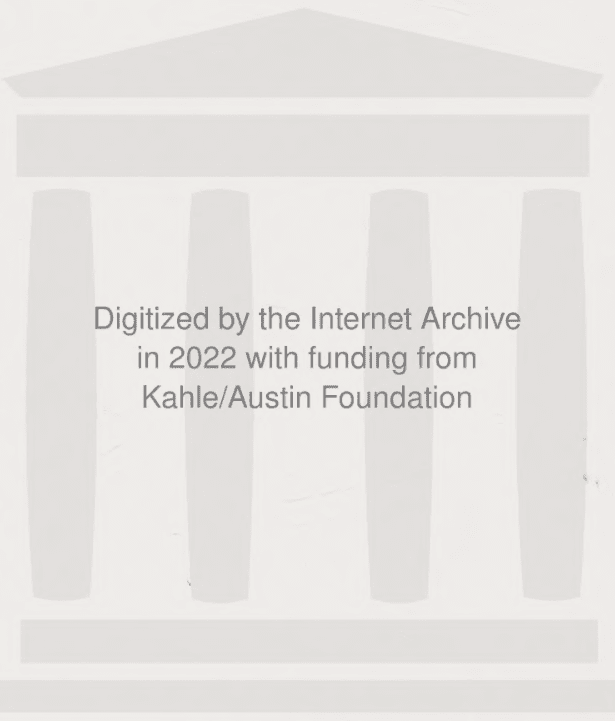 Digitized by the Internet Archive
in 2022 with funding from
Kahle/Austin Foundation